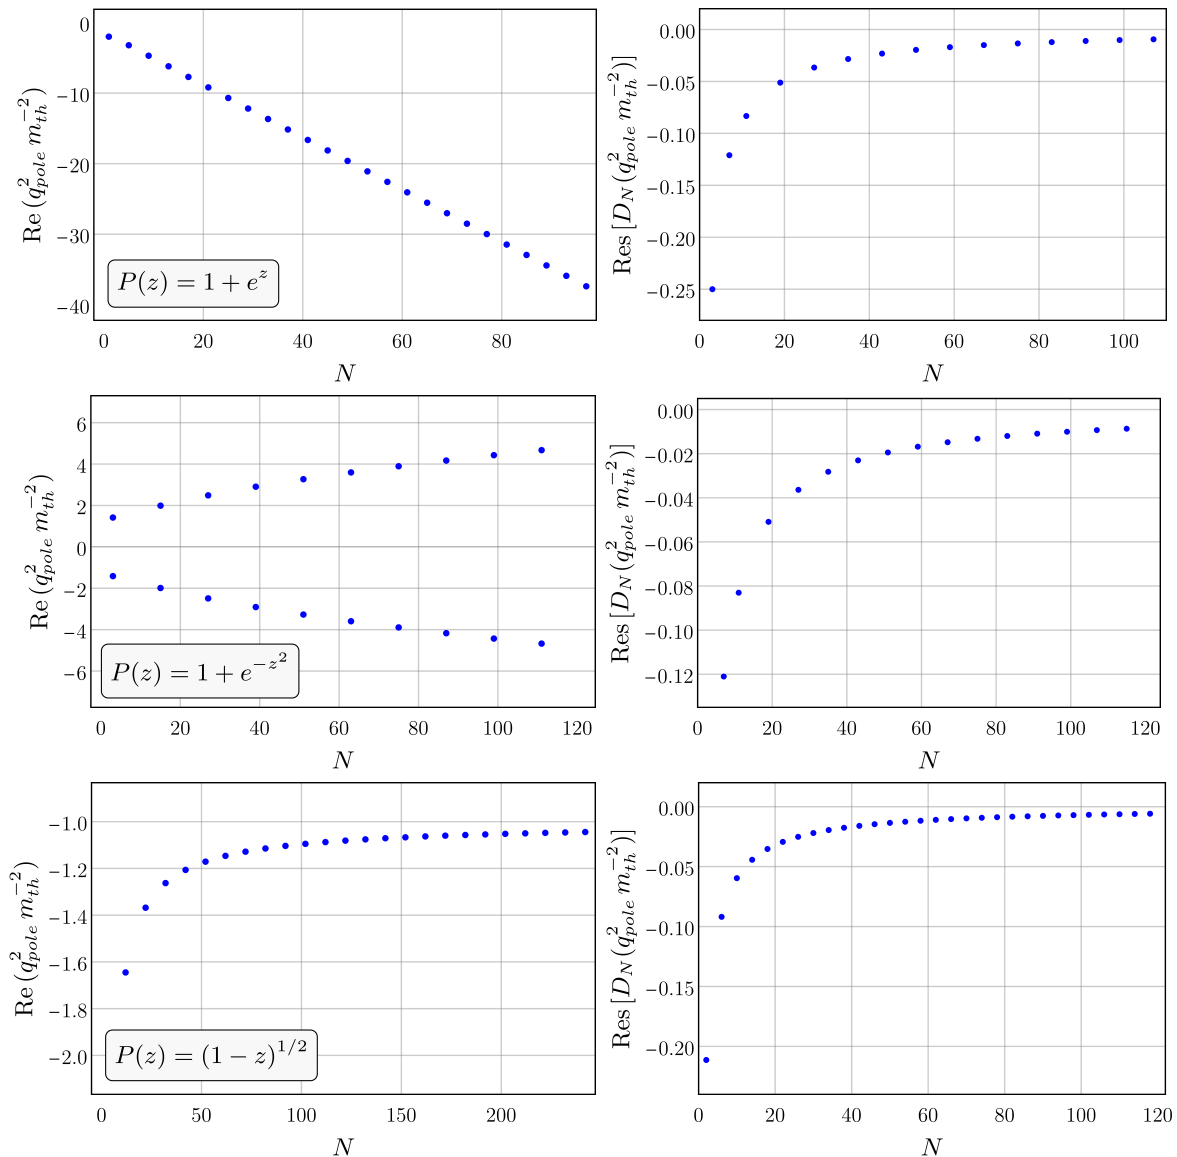 0
−10
−20
−30
−40
Re (q²_pole m_th⁻²)
P(z) = 1 + e^z
0 20 40 60 80
N
0.00
−0.05
−0.10
−0.15
−0.20
−0.25
Res [D_N (q²_pole m_th⁻²)]
0 20 40 60 80 100
N
6
4
2
0
−2
−4
−6
Re (q²_pole m_th⁻²)
P(z) = 1 + e^{−z²}
0 20 40 60 80 100 120
N
0.00
−0.02
−0.04
−0.06
−0.08
−0.10
−0.12
Res [D_N (q²_pole m_th⁻²)]
0 20 40 60 80 100 120
N
−1.0
−1.2
−1.4
−1.6
−1.8
−2.0
Re (q²_pole m_th⁻²)
P(z) = (1 − z)^{1/2}
0 50 100 150 200
N
0.00
−0.05
−0.10
−0.15
−0.20
Res [D_N (q²_pole m_th⁻²)]
0 20 40 60 80 100 120
N